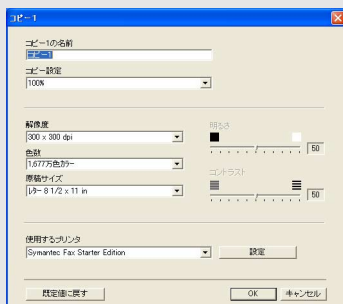 コピー1
コピー1の名前
コピー1
コピー設定
100%
解像度
300 x 300 dpi
明るさ
50
色数
1,677万色カラー
コントラスト
50
原稿サイズ
レター 8 1/2 x 11 in
使用するプリンタ
Symantec Fax Starter Edition
設定
既定値に戻す
OK
キャンセル